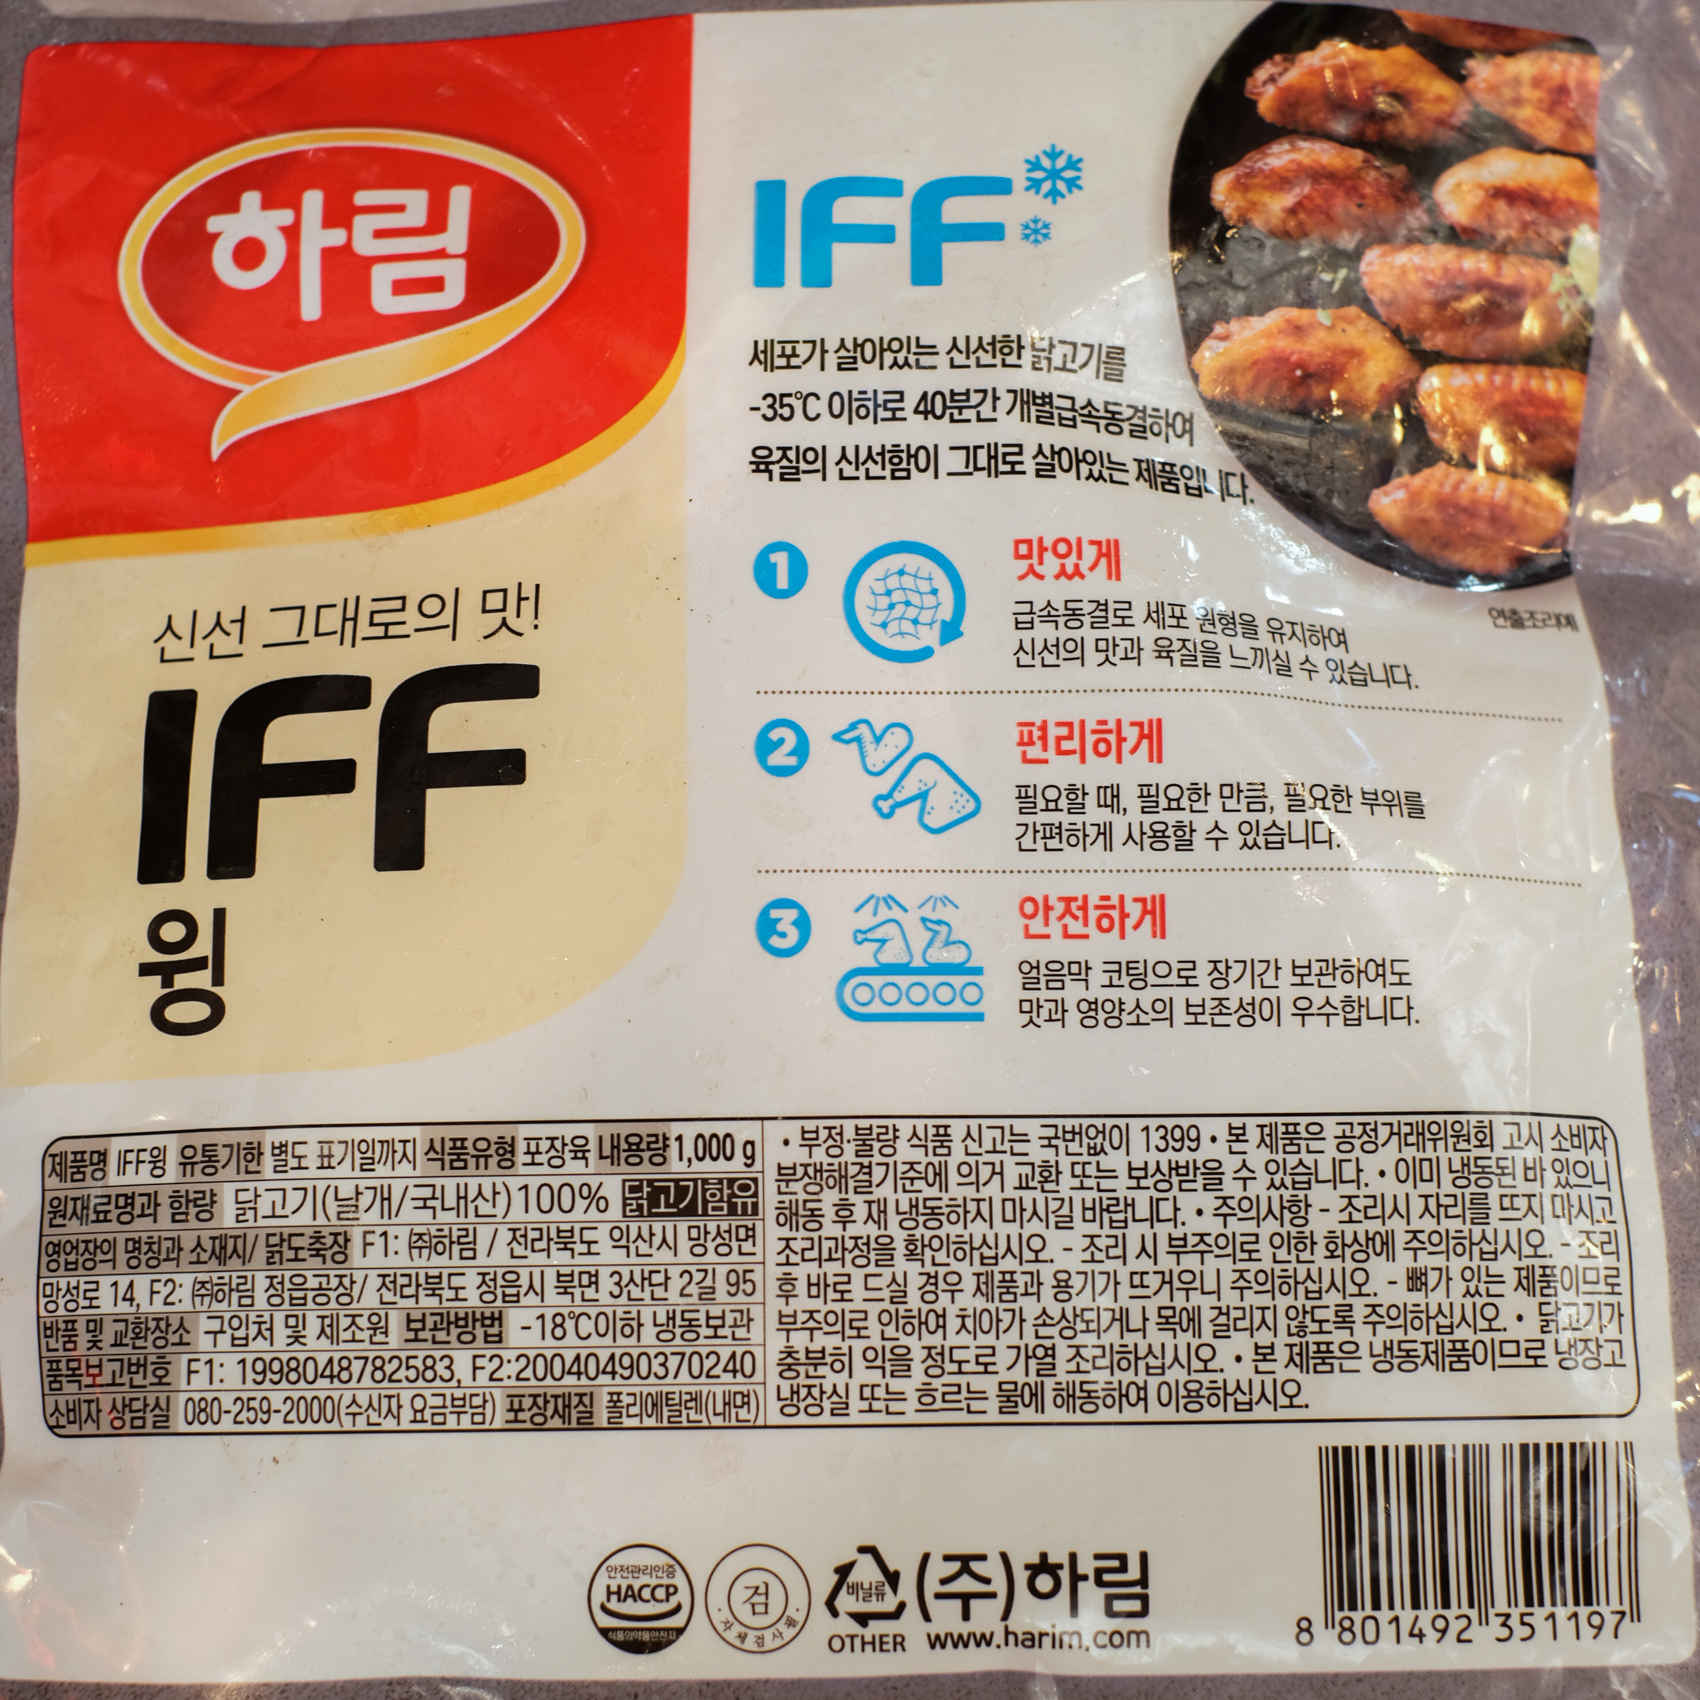 하림
신선 그대로의 맛!
IFF
윙
IFF
세포가 살아있는 신선한 닭고기를
-35℃ 이하로 40분간 개별급속동결하여
육질의 신선함이 그대로 살아있는 제품입니다.
연출조리예
1
맛있게
급속동결로 세포 원형을 유지하여
신선의 맛과 육질을 느끼실 수 있습니다.
2
편리하게
필요할 때, 필요한 만큼, 필요한 부위를
간편하게 사용할 수 있습니다.
3
안전하게
얼음막 코팅으로 장기간 보관하여도
맛과 영양소의 보존성이 우수합니다.
제품명 IFF윙 유통기한 별도 표기일까지 식품유형 포장육 내용량 1,000 g
원재료명과 함량 닭고기(날개/국내산)100% 닭고기함유
영업장의 명칭과 소재지/ 닭도축장 F1: ㈜하림 / 전라북도 익산시 망성면
망성로 14, F2: ㈜하림 정읍공장/ 전라북도 정읍시 북면 3산단 2길 95
반품 및 교환장소 구입처 및 제조원 보관방법 -18℃이하 냉동보관
품목보고번호 F1: 1998048782583, F2:20040490370240
소비자 상담실 080-259-2000(수신자 요금부담) 포장재질 폴리에틸렌(내면)
• 부정·불량 식품 신고는 국번없이 1399 • 본 제품은 공정거래위원회 고시 소비자
분쟁해결기준에 의거 교환 또는 보상받을 수 있습니다. • 이미 냉동된 바 있으니
해동 후 재 냉동하지 마시길 바랍니다. • 주의사항 - 조리시 자리를 뜨지 마시고
조리과정을 확인하십시오. - 조리 시 부주의로 인한 화상에 주의하십시오. - 조리
후 바로 드실 경우 제품과 용기가 뜨거우니 주의하십시오. - 뼈가 있는 제품이므로
부주의로 인하여 치아가 손상되거나 목에 걸리지 않도록 주의하십시오. • 닭고기가
충분히 익을 정도로 가열 조리하십시오. • 본 제품은 냉동제품이므로 냉장고
냉장실 또는 흐르는 물에 해동하여 이용하십시오.
안전관리인증
HACCP
식품의약품안전처
검
자체검사필
비닐류
OTHER
(주)하림
www.harim.com
8 801492 351197